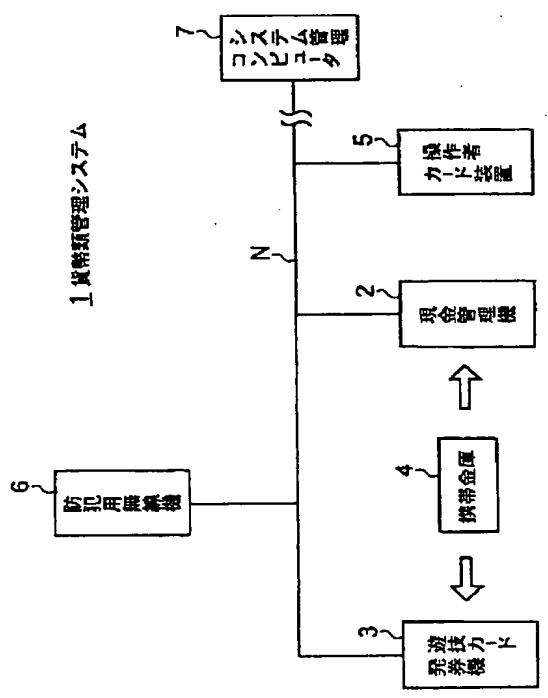 1 貨幣類管理システム
7
システム管理
コンピュータ
6
防犯用無線機
N
5
操作者
カード装置
2
現金管理機
4
携帯金庫
3
遊技カード
発券機